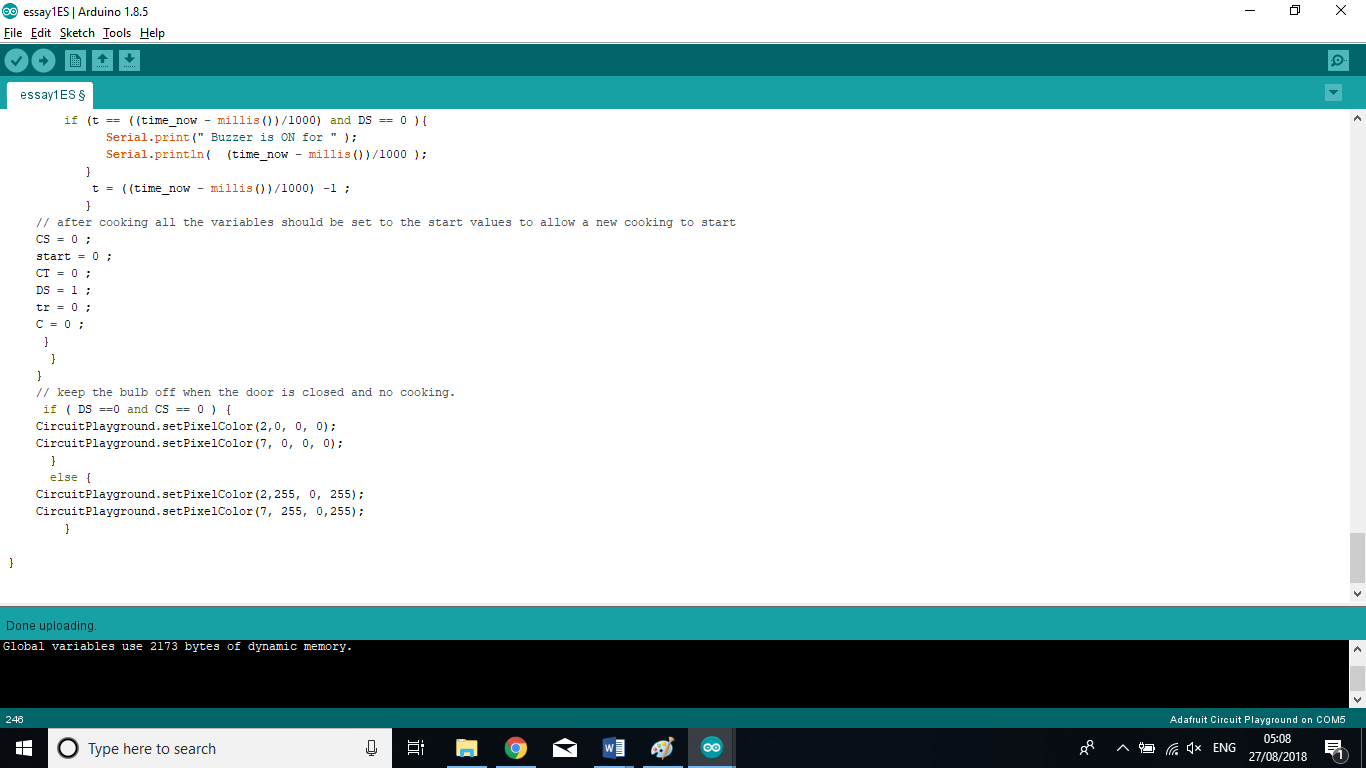 essay1ES | Arduino 1.8.5
File Edit Sketch Tools Help
essay1ES §
if (t == ((time_now - millis())/1000) and DS == 0 ){
Serial.print(" Buzzer is ON for " );
Serial.println(  (time_now - millis())/1000 );
}
t = ((time_now - millis())/1000) -1 ;
}
// after cooking all the variables should be set to the start values to allow a new cooking to start
CS = 0 ;
start = 0 ;
CT = 0 ;
DS = 1 ;
tr = 0 ;
C = 0 ;
}
}
}
// keep the bulb off when the door is closed and no cooking.
if ( DS ==0 and CS == 0 ) {
CircuitPlayground.setPixelColor(2,0, 0, 0);
CircuitPlayground.setPixelColor(7, 0, 0, 0);
}
else {
CircuitPlayground.setPixelColor(2,255, 0, 255);
CircuitPlayground.setPixelColor(7, 255, 0,255);
}
}
Done uploading.
Global variables use 2173 bytes of dynamic memory.
246 Adafruit Circuit Playground on COM5
Type here to search
ENG
05:08
27/08/2018
1